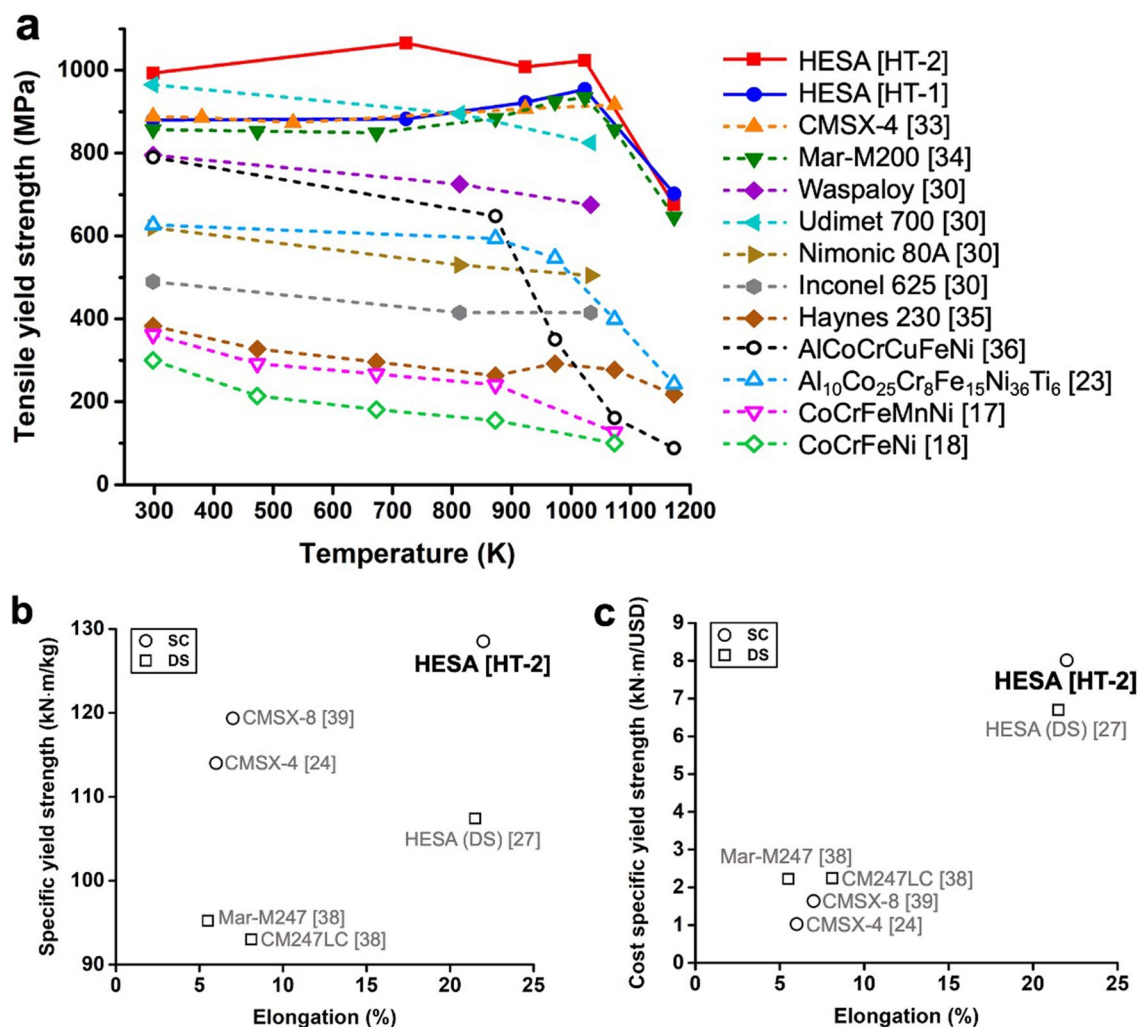 a
Tensile yield strength (MPa)
1000
800
600
400
200
0
300 400 500 600 700 800 900 1000 1100 1200
Temperature (K)
HESA [HT-2]
HESA [HT-1]
CMSX-4 [33]
Mar-M200 [34]
Waspaloy [30]
Udimet 700 [30]
Nimonic 80A [30]
Inconel 625 [30]
Haynes 230 [35]
AlCoCrCuFeNi [36]
Al₁₀Co₂₅Cr₈Fe₁₅Ni₃₆Ti₆ [23]
CoCrFeMnNi [17]
CoCrFeNi [18]
b
Specific yield strength (kN·m/kg)
130
120
110
100
90
SC
DS
HESA [HT-2]
CMSX-8 [39]
CMSX-4 [24]
HESA (DS) [27]
Mar-M247 [38]
CM247LC [38]
0 5 10 15 20 25
Elongation (%)
c
Cost specific yield strength (kN·m/USD)
9
8
7
6
5
4
3
2
1
0
SC
DS
HESA [HT-2]
HESA (DS) [27]
Mar-M247 [38]
CM247LC [38]
CMSX-8 [39]
CMSX-4 [24]
0 5 10 15 20 25
Elongation (%)